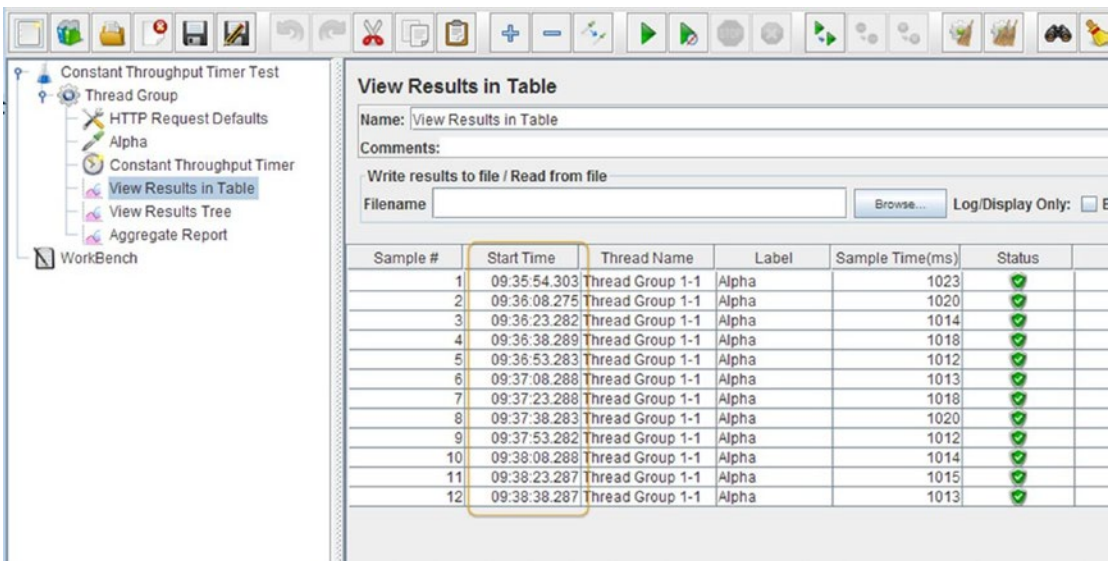 Constant Throughput Timer Test
Thread Group
HTTP Request Defaults
Alpha
Constant Throughput Timer
View Results in Table
View Results Tree
Aggregate Report
WorkBench
View Results in Table
Name: View Results in Table
Comments:
Write results to file / Read from file
Filename Browse... Log/Display Only:
Sample # Start Time Thread Name Label Sample Time(ms) Status
1 09:35:54.303 Thread Group 1-1 Alpha 1023
2 09:36:08.275 Thread Group 1-1 Alpha 1020
3 09:36:23.282 Thread Group 1-1 Alpha 1014
4 09:36:38.289 Thread Group 1-1 Alpha 1018
5 09:36:53.283 Thread Group 1-1 Alpha 1012
6 09:37:08.288 Thread Group 1-1 Alpha 1013
7 09:37:23.288 Thread Group 1-1 Alpha 1018
8 09:37:38.283 Thread Group 1-1 Alpha 1020
9 09:37:53.282 Thread Group 1-1 Alpha 1012
10 09:38:08.288 Thread Group 1-1 Alpha 1014
11 09:38:23.287 Thread Group 1-1 Alpha 1015
12 09:38:38.287 Thread Group 1-1 Alpha 1013